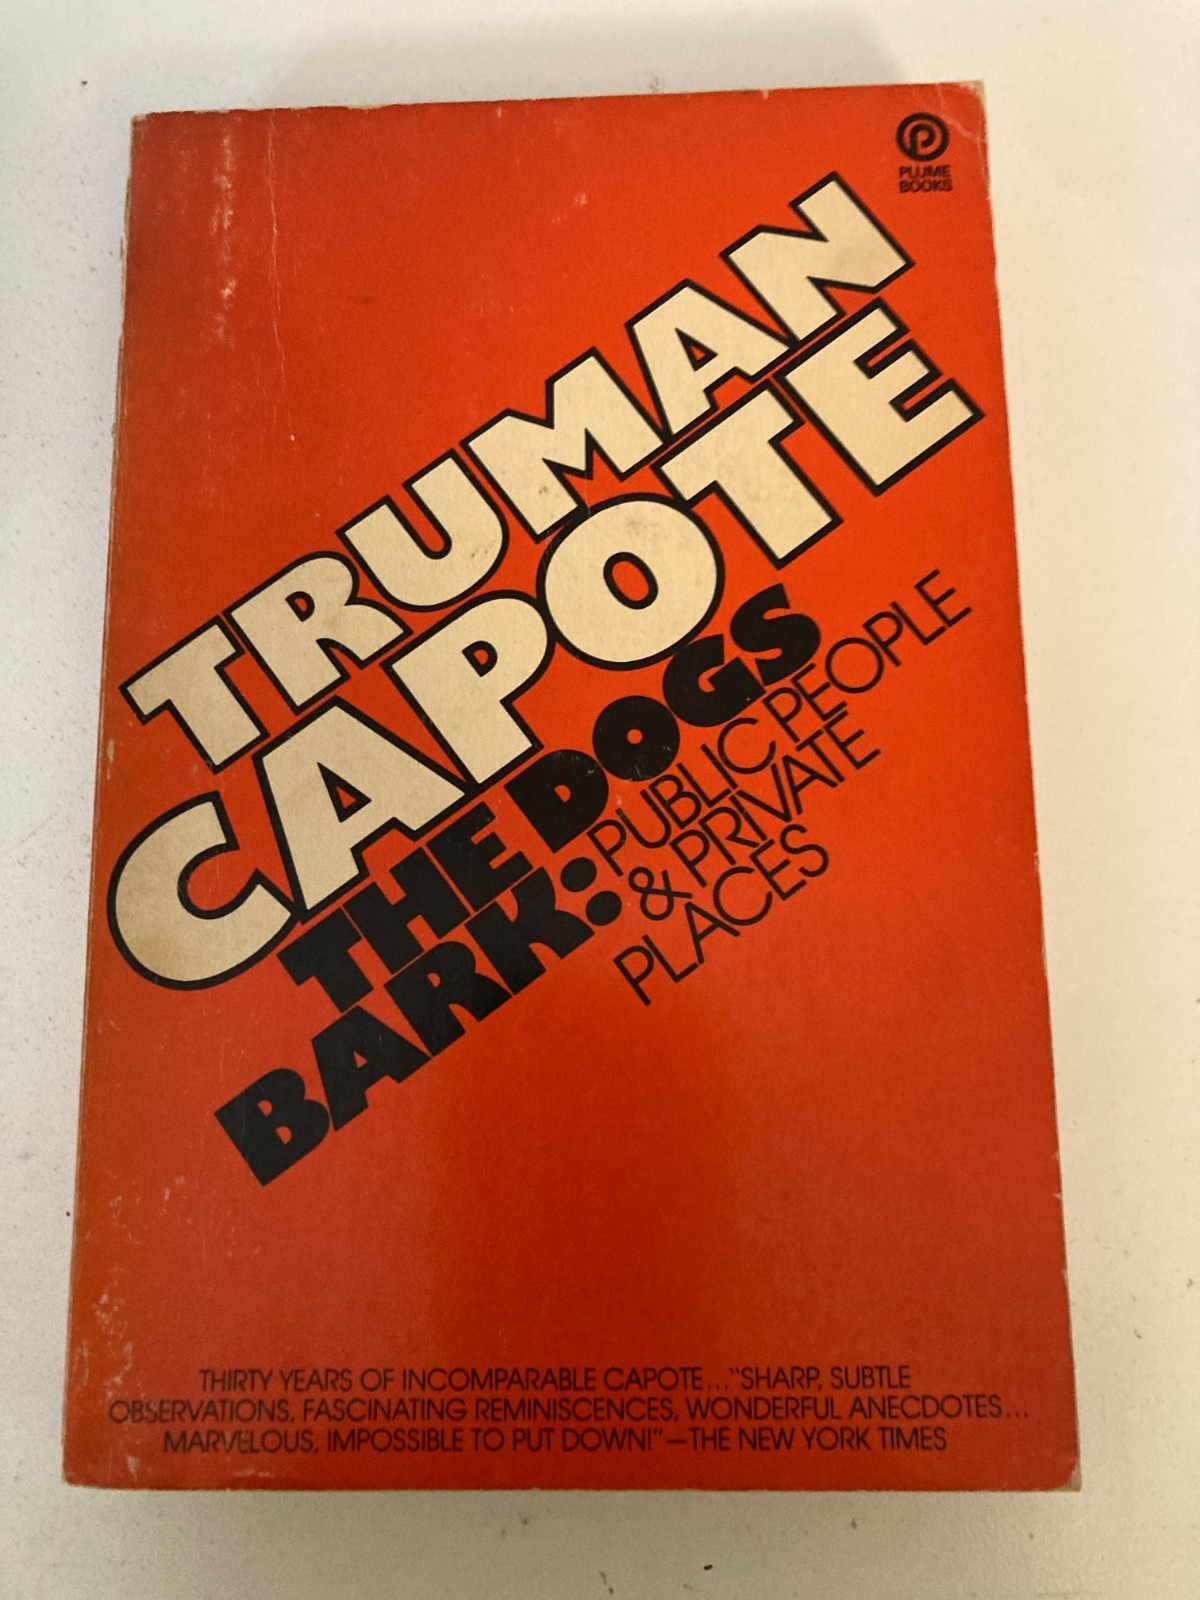 PLUME
BOOKS
TRUMAN
CAPOTE
THE DOGS
BARK:
PUBLIC PEOPLE
& PRIVATE
PLACES
THIRTY YEARS OF INCOMPARABLE CAPOTE..."SHARP, SUBTLE
OBSERVATIONS, FASCINATING REMINISCENCES, WONDERFUL ANECDOTES...
MARVELOUS, IMPOSSIBLE TO PUT DOWN!"—THE NEW YORK TIMES